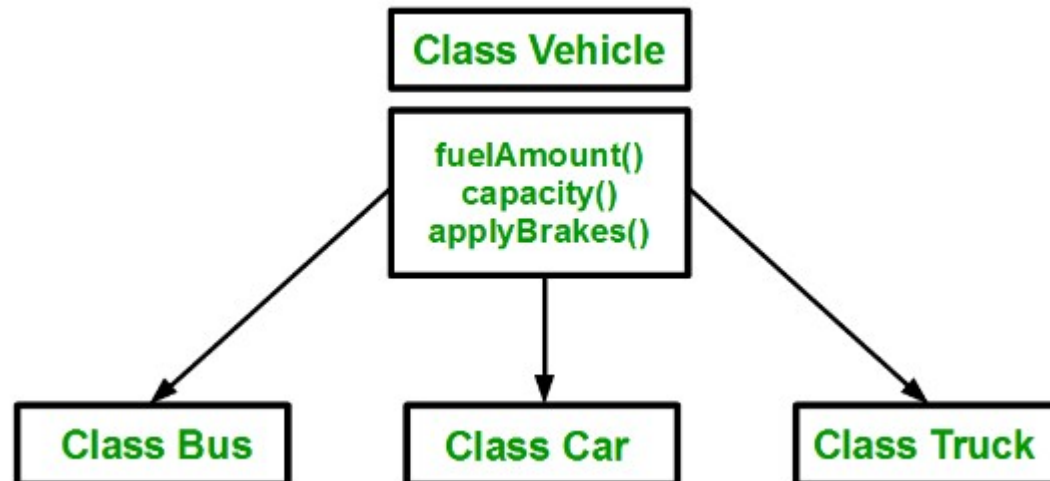 Class Vehicle
fuelAmount()
capacity()
applyBrakes()
Class Bus
Class Car
Class Truck